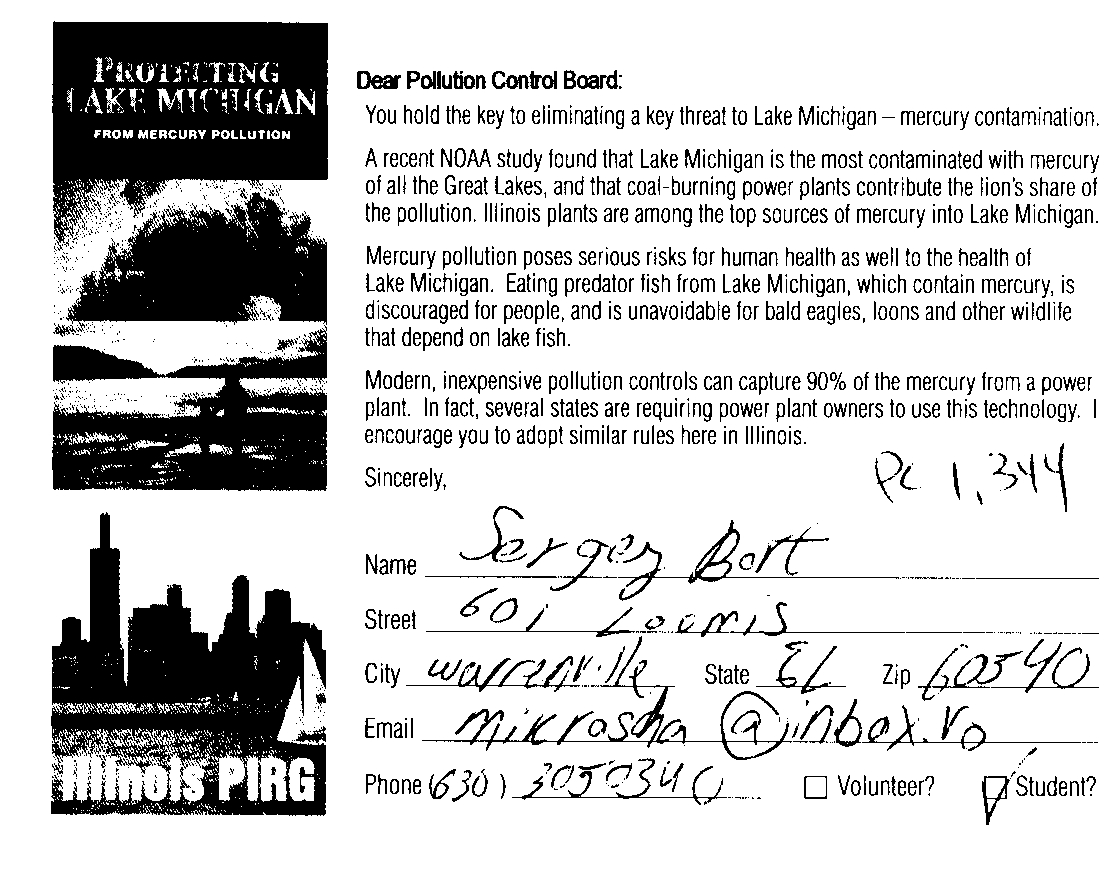 PROTECTING
LAKE MICHIGAN
FROM MERCURY POLLUTION
Illinois PIRG
Dear Pollution Control Board:
You hold the key to eliminating a key threat to Lake Michigan – mercury contamination.
A recent NOAA study found that Lake Michigan is the most contaminated with mercury
of all the Great Lakes, and that coal-burning power plants contribute the lion's share of
the pollution. Illinois plants are among the top sources of mercury into Lake Michigan.
Mercury pollution poses serious risks for human health as well to the health of
Lake Michigan. Eating predator fish from Lake Michigan, which contain mercury, is
discouraged for people, and is unavoidable for bald eagles, loons and other wildlife
that depend on lake fish.
Modern, inexpensive pollution controls can capture 90% of the mercury from a power
plant. In fact, several states are requiring power plant owners to use this technology. I
encourage you to adopt similar rules here in Illinois.
Sincerely,
PC 1,344
Name Sergey Bort
Street 601 Loomis
City Warrenville State IL Zip 60540
Email mikrosha @inbox.ro
Phone (630) 3050340 Volunteer? Student?